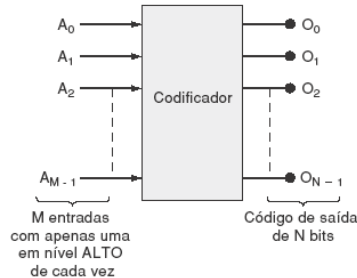 A0 O0
A1 O1
A2 O2
Codificador
AM - 1 ON – 1
M entradas
com apenas uma
em nível ALTO
de cada vez
Código de saída
de N bits